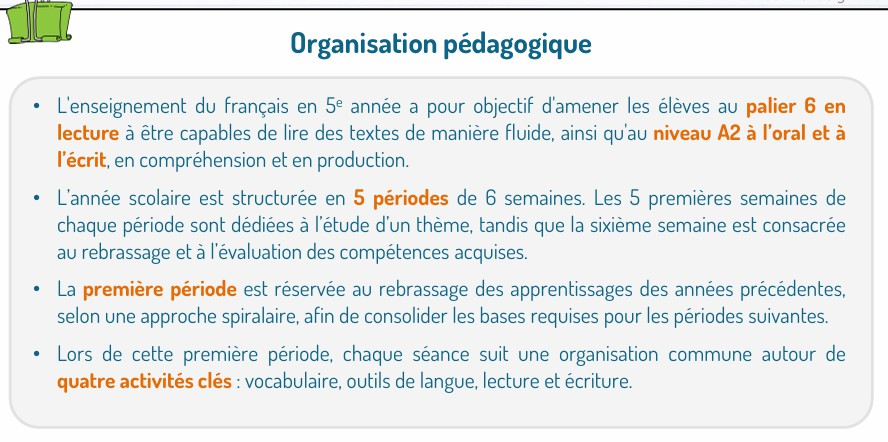 Organisation pédagogique
• L'enseignement du français en 5e année a pour objectif d'amener les élèves au palier 6 en
lecture à être capables de lire des textes de manière fluide, ainsi qu'au niveau A2 à l'oral et à
l'écrit, en compréhension et en production.
• L'année scolaire est structurée en 5 périodes de 6 semaines. Les 5 premières semaines de
chaque période sont dédiées à l'étude d'un thème, tandis que la sixième semaine est consacrée
au rebrassage et à l'évaluation des compétences acquises.
• La première période est réservée au rebrassage des apprentissages des années précédentes,
selon une approche spiralaire, afin de consolider les bases requises pour les périodes suivantes.
• Lors de cette première période, chaque séance suit une organisation commune autour de
quatre activités clés : vocabulaire, outils de langue, lecture et écriture.